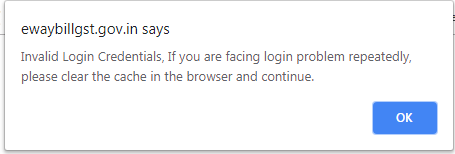 ewaybillgst.gov.in says
Invalid Login Credentials, If you are facing login problem repeatedly,
please clear the cache in the browser and continue.
OK